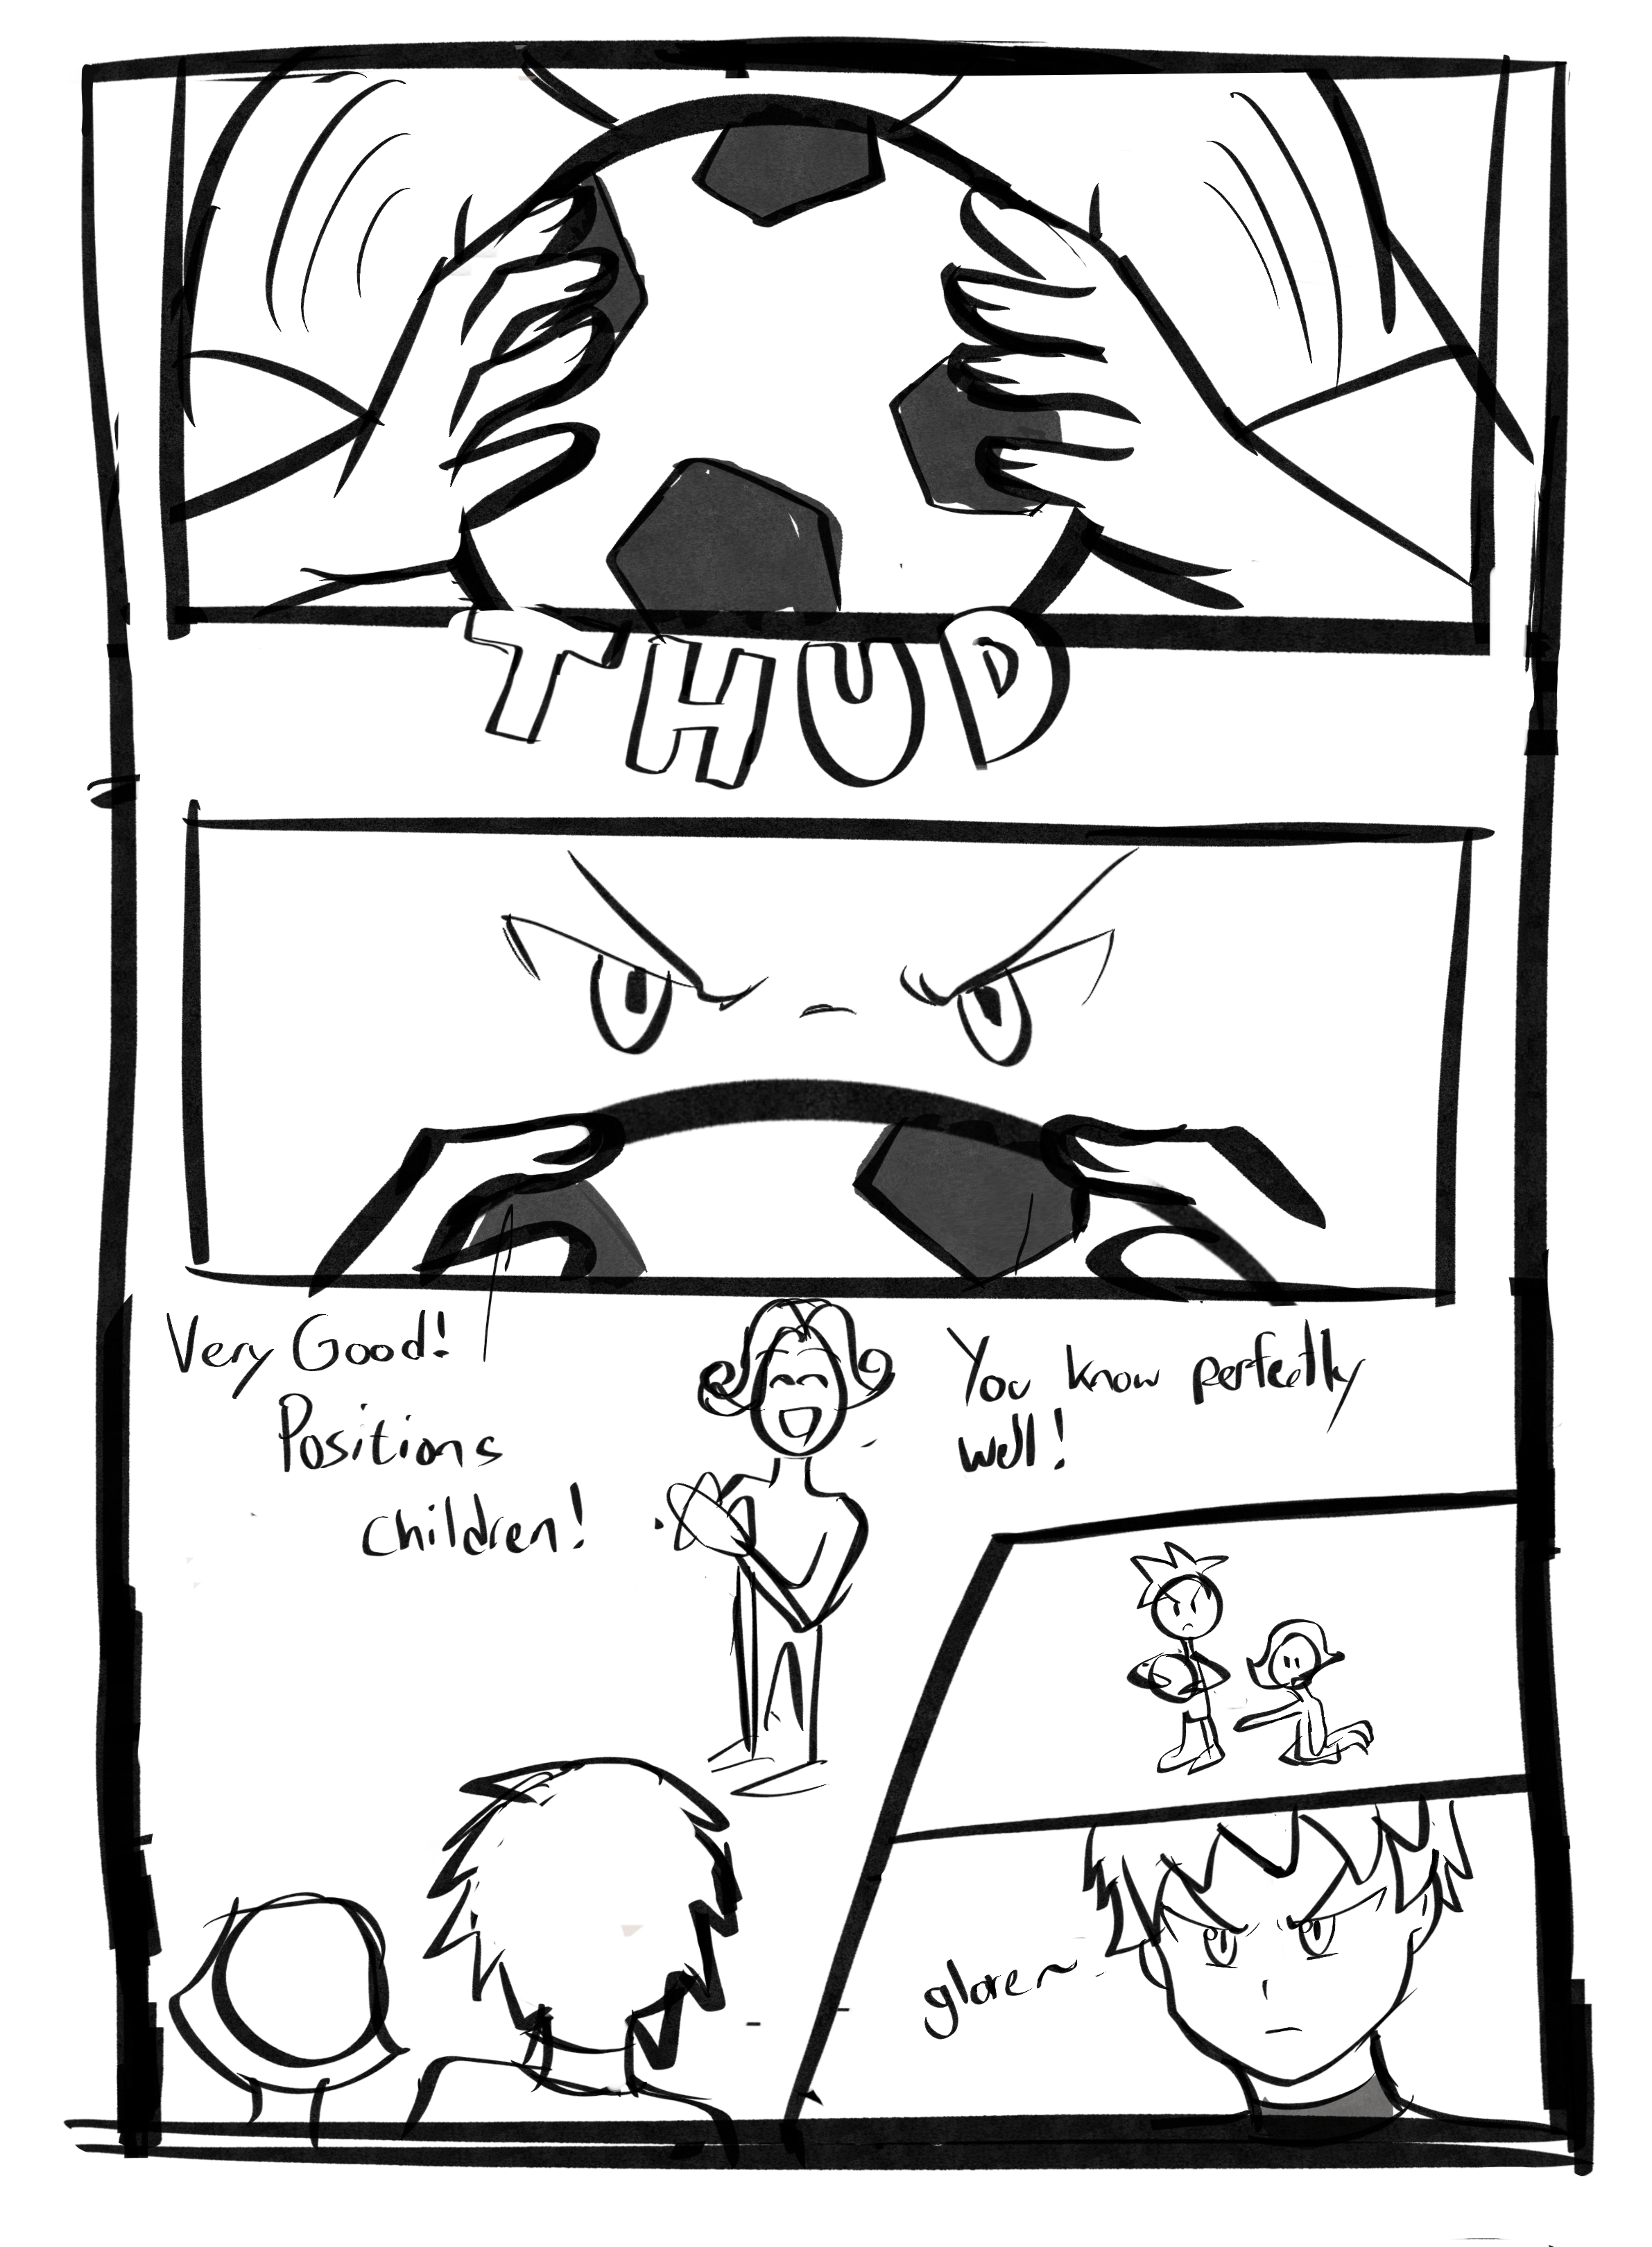 THUD
Very Good!
Positions
children!
You know perfectly
well!
glare~